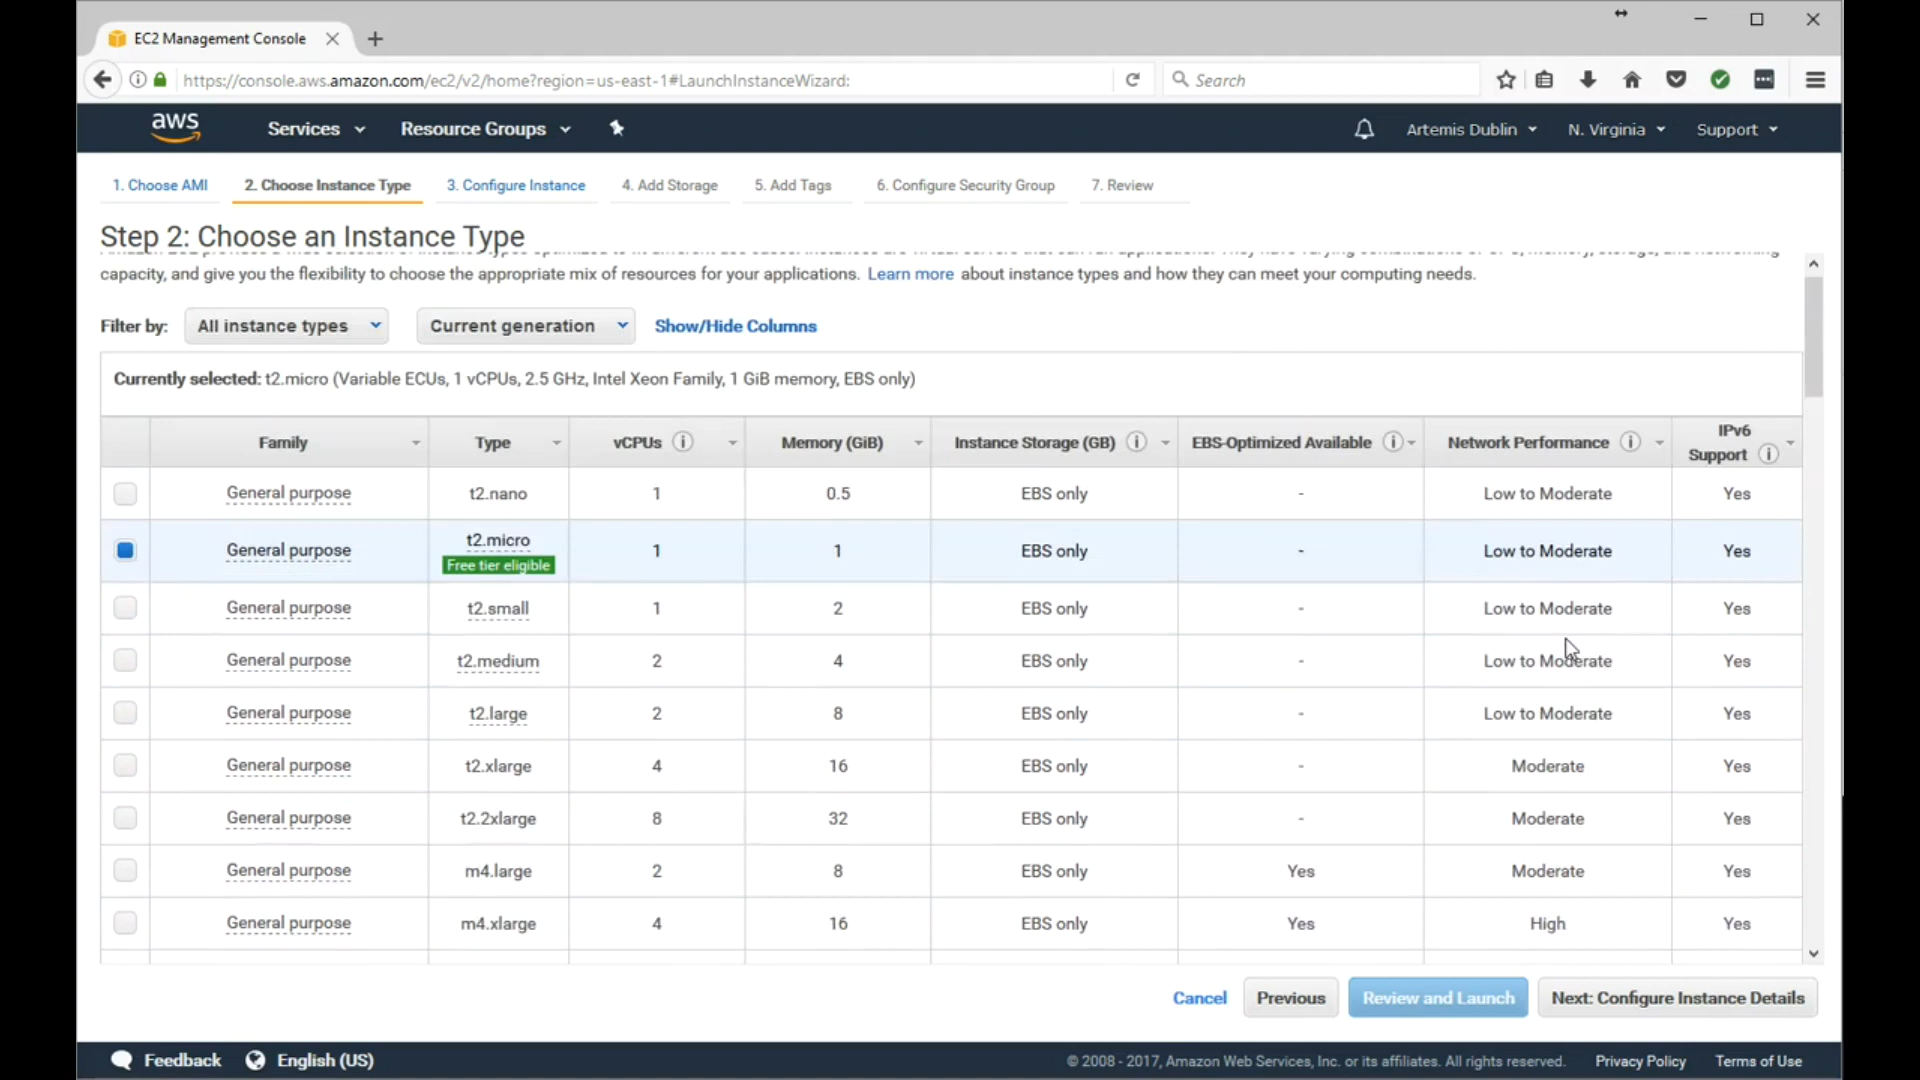 EC2 Management Console
https://console.aws.amazon.com/ec2/v2/home?region=us-east-1#LaunchInstanceWizard:
Search
aws
Services
Resource Groups
Artemis Dublin
N. Virginia
Support
1. Choose AMI
2. Choose Instance Type
3. Configure Instance
4. Add Storage
5. Add Tags
6. Configure Security Group
7. Review
Step 2: Choose an Instance Type
capacity, and give you the flexibility to choose the appropriate mix of resources for your applications. Learn more about instance types and how they can meet your computing needs.
Filter by: All instance types Current generation Show/Hide Columns
Currently selected: t2.micro (Variable ECUs, 1 vCPUs, 2.5 GHz, Intel Xeon Family, 1 GiB memory, EBS only)
Family Type vCPUs Memory (GiB) Instance Storage (GB) EBS-Optimized Available Network Performance IPv6 Support
General purpose t2.nano 1 0.5 EBS only - Low to Moderate Yes
General purpose t2.micro Free tier eligible 1 1 EBS only - Low to Moderate Yes
General purpose t2.small 1 2 EBS only - Low to Moderate Yes
General purpose t2.medium 2 4 EBS only - Low to Moderate Yes
General purpose t2.large 2 8 EBS only - Low to Moderate Yes
General purpose t2.xlarge 4 16 EBS only - Moderate Yes
General purpose t2.2xlarge 8 32 EBS only - Moderate Yes
General purpose m4.large 2 8 EBS only Yes Moderate Yes
General purpose m4.xlarge 4 16 EBS only Yes High Yes
Cancel Previous Review and Launch Next: Configure Instance Details
Feedback English (US) © 2008 - 2017, Amazon Web Services, Inc. or its affiliates. All rights reserved. Privacy Policy Terms of Use